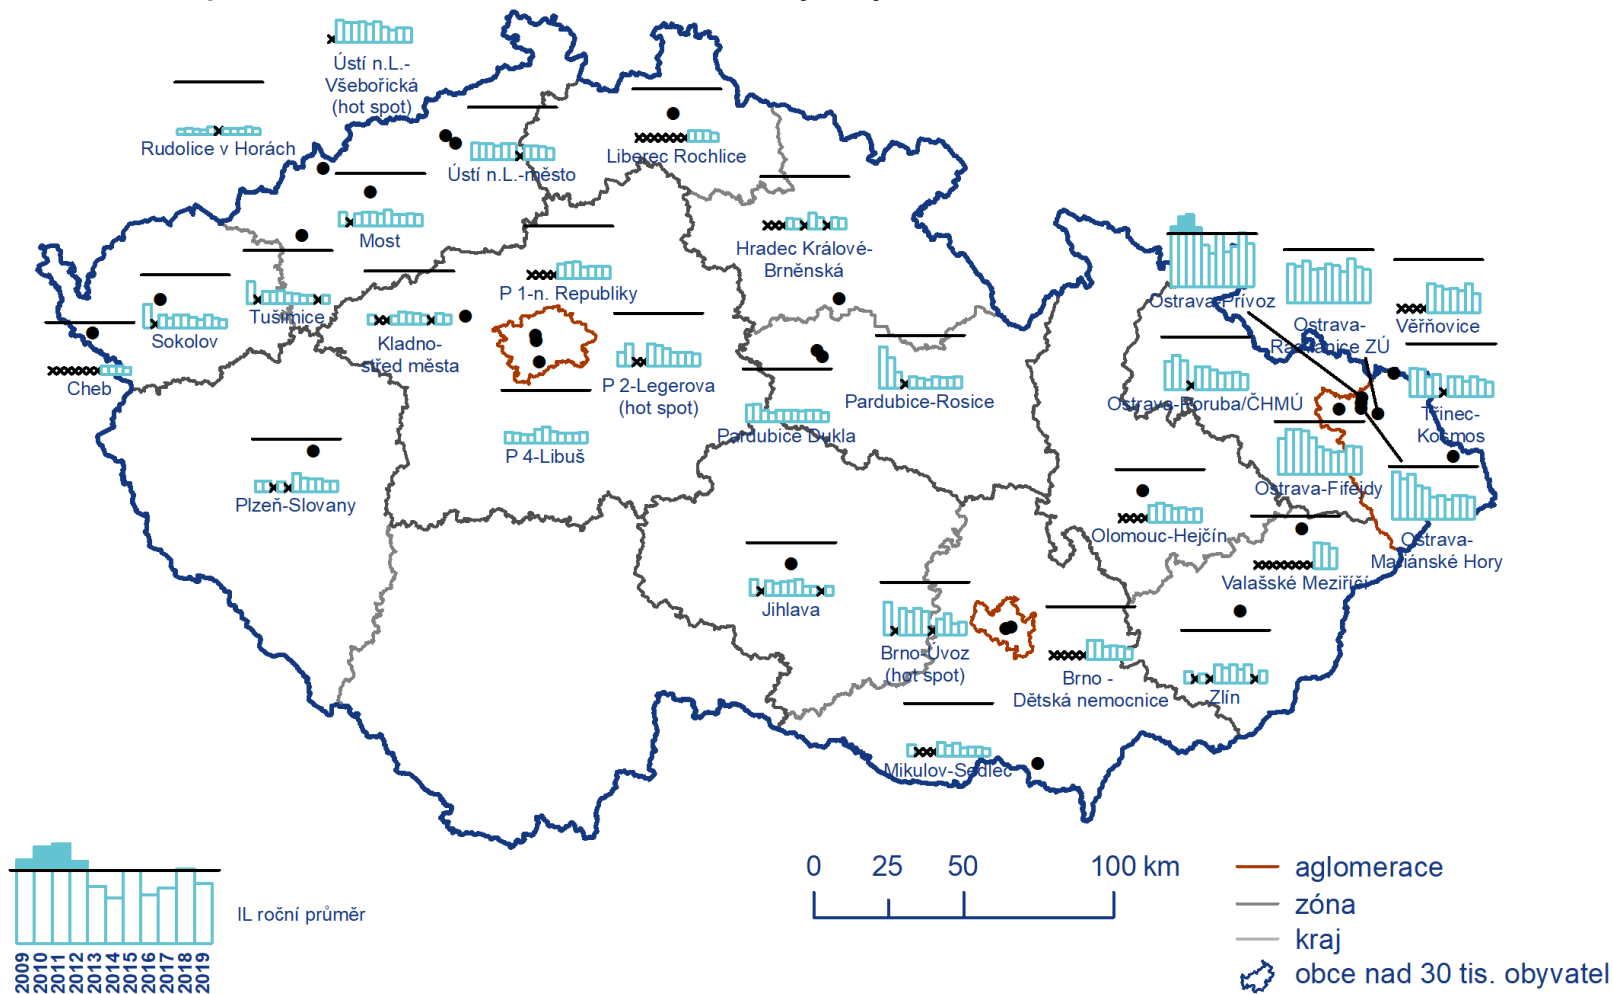 Ústí n.L.-
Všebořická
(hot spot)
Rudolice v Horách
Ústí n.L.-město
Liberec Rochlice
Most
Hradec Králové-
Brněnská
P 1-n. Republiky
Tušimice
Sokolov
Kladno-
střed města
Cheb
P 2-Legerova
(hot spot)
Pardubice-Rosice
Pardubice Dukla
P 4-Libuš
Plzeň-Slovany
Ostrava-Přívoz
Ostrava-
Radvanice ZÚ
Věřňovice
Ostrava-Poruba/ČHMÚ
Třinec-
Kosmos
Ostrava-Fifejdy
Ostrava-
Mariánské Hory
Olomouc-Hejčín
Valašské Meziříčí
Jihlava
Brno-Úvoz
(hot spot)
Brno -
Dětská nemocnice
Zlín
Mikulov-Sedlec
IL roční průměr
2009
2010
2011
2012
2013
2014
2015
2016
2017
2018
2019
0 25 50 100 km
aglomerace
zóna
kraj
obce nad 30 tis. obyvatel